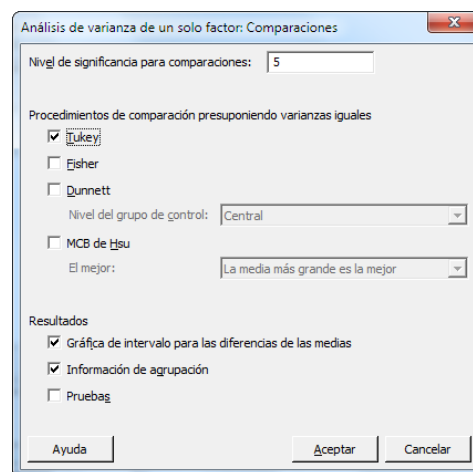 Análisis de varianza de un solo factor: Comparaciones
Nivel de significancia para comparaciones: 5
Procedimientos de comparación presuponiendo varianzas iguales
Tukey
Fisher
Dunnett
Nivel del grupo de control: Central
MCB de Hsu
El mejor: La media más grande es la mejor
Resultados
Gráfica de intervalo para las diferencias de las medias
Información de agrupación
Pruebas
Ayuda Aceptar Cancelar